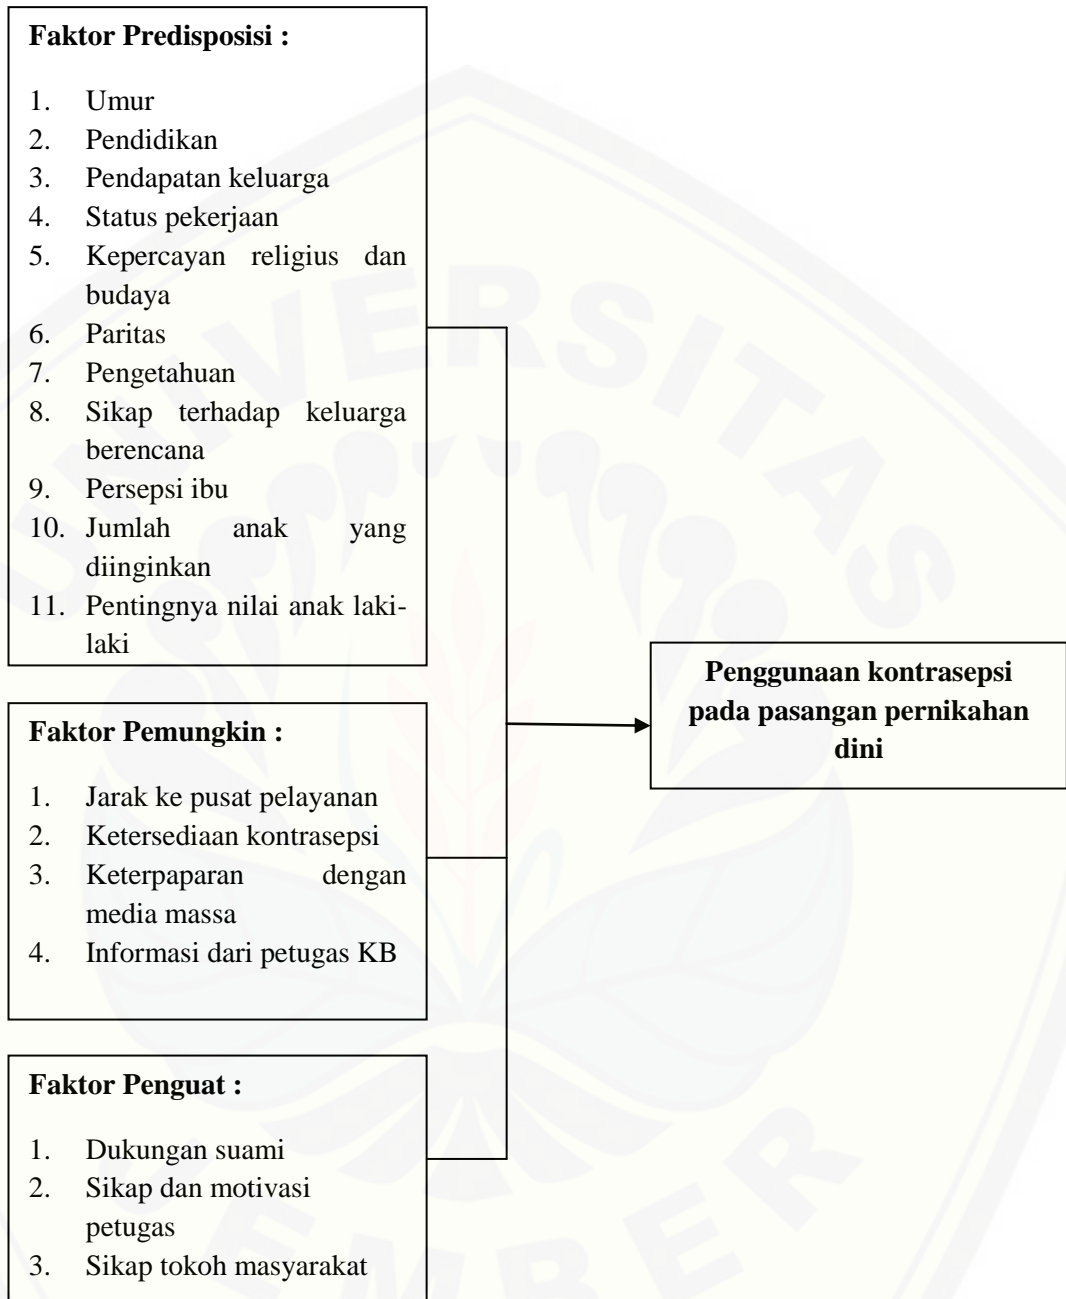 Faktor Predisposisi :
1. Umur
2. Pendidikan
3. Pendapatan keluarga
4. Status pekerjaan
5. Kepercayan religius dan
budaya
6. Paritas
7. Pengetahuan
8. Sikap terhadap keluarga
berencana
9. Persepsi ibu
10. Jumlah anak yang
diinginkan
11. Pentingnya nilai anak laki-
laki
Faktor Pemungkin :
1. Jarak ke pusat pelayanan
2. Ketersediaan kontrasepsi
3. Keterpaparan dengan
media massa
4. Informasi dari petugas KB
Faktor Penguat :
1. Dukungan suami
2. Sikap dan motivasi
petugas
3. Sikap tokoh masyarakat
Penggunaan kontrasepsi
pada pasangan pernikahan
dini
UNIVERSITAS
JEMBER